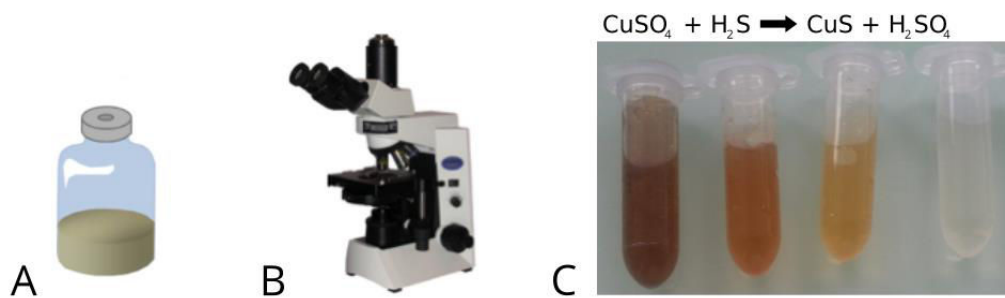 CuSO₄ + H₂S → CuS + H₂SO₄
A
B
C